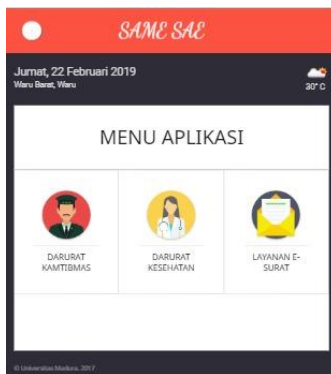 SAME SAE
Jumat, 22 Februari 2019
Waru Barat, Waru
30° C
MENU APLIKASI
DARURAT
KAMTIBMAS
DARURAT
KESEHATAN
LAYANAN E-
SURAT
© Universitas Madura, 2017